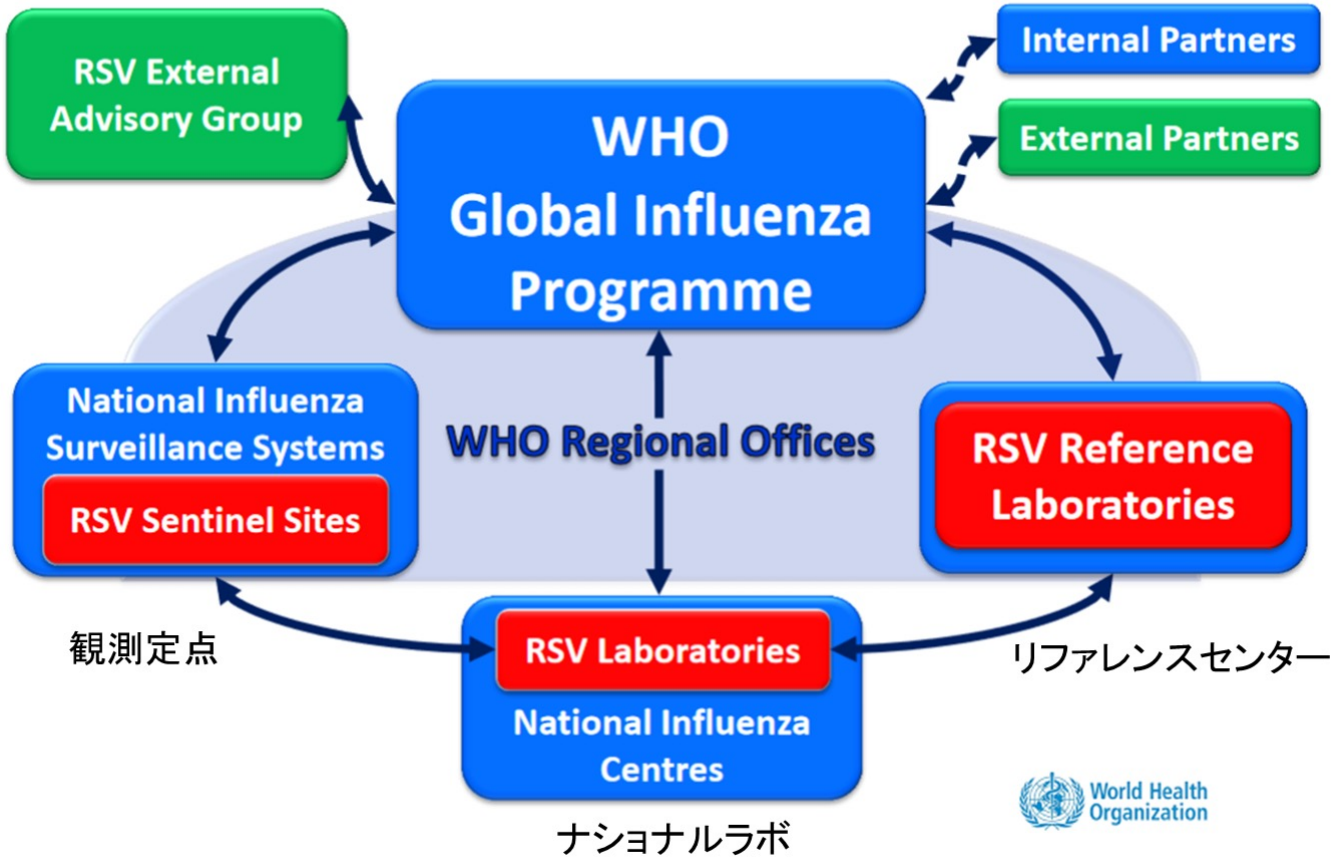 RSV External
Advisory Group
WHO
Global Influenza
Programme
Internal Partners
External Partners
National Influenza
Surveillance Systems
RSV Sentinel Sites
WHO Regional Offices
RSV Reference
Laboratories
観測定点
RSV Laboratories
National Influenza
Centres
リファレンスセンター
ナショナルラボ
World Health
Organization